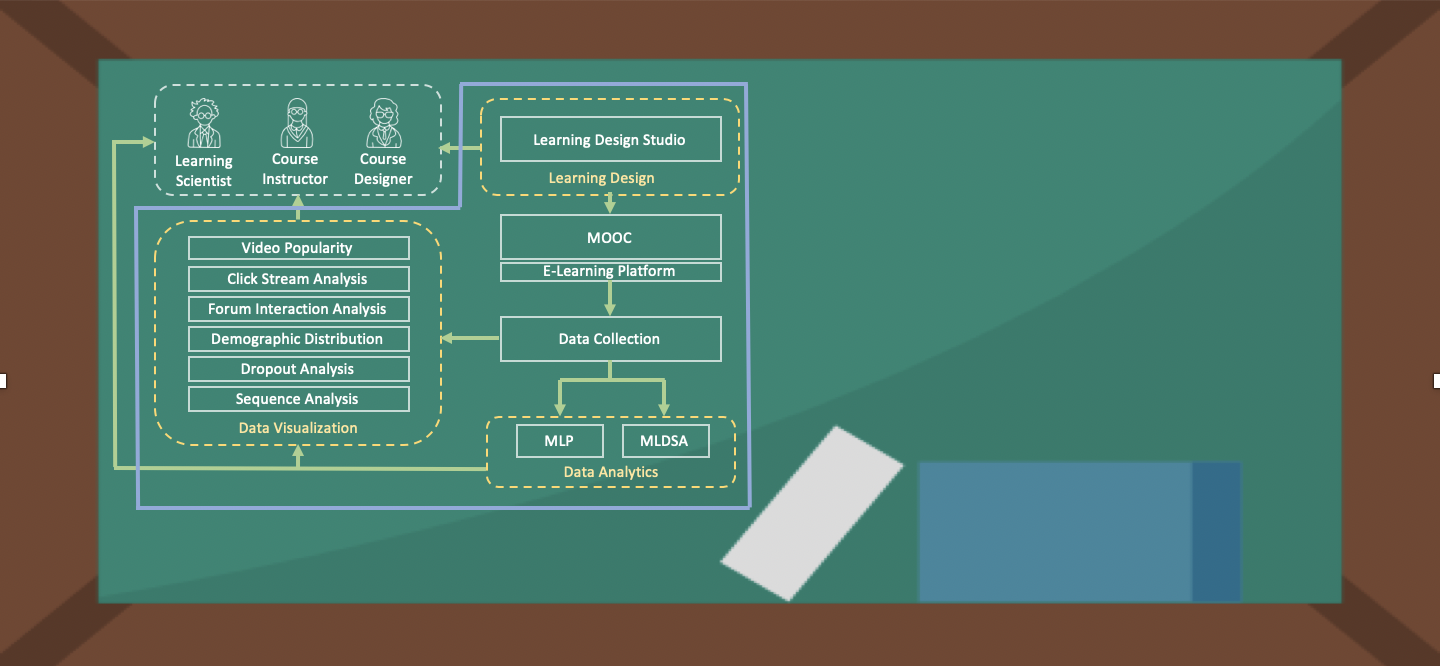 Learning
Scientist
Course
Instructor
Course
Designer
Learning Design Studio
Learning Design
MOOC
E-Learning Platform
Video Popularity
Click Stream Analysis
Forum Interaction Analysis
Demographic Distribution
Dropout Analysis
Sequence Analysis
Data Visualization
Data Collection
MLP
MLDSA
Data Analytics